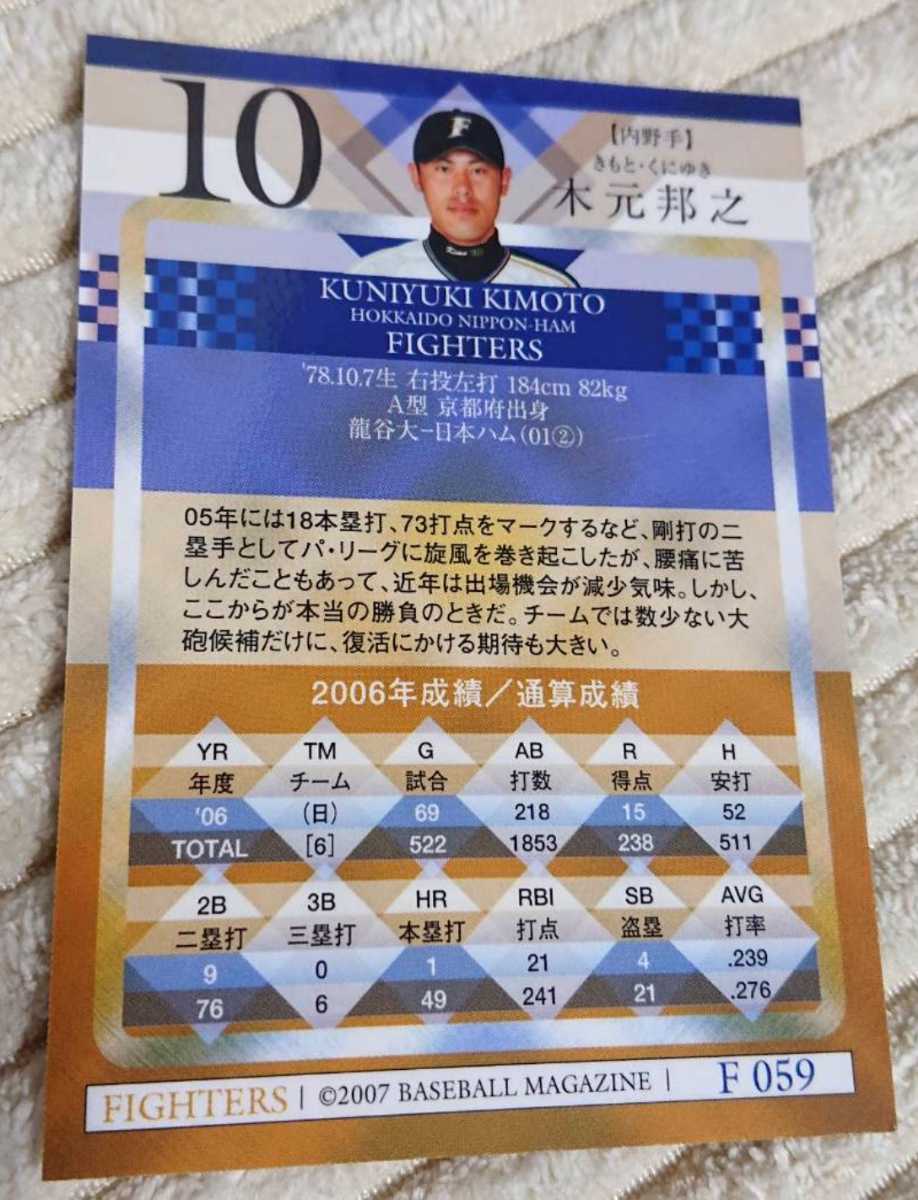 10
【内野手】
きもと・くにゆき
木元邦之
F
KUNIYUKI KIMOTO
HOKKAIDO NIPPON-HAM
FIGHTERS
'78.10.7生 右投左打 184cm 82kg
A型 京都府出身
龍谷大−日本ハム(01②)
05年には18本塁打、73打点をマークするなど、剛打の二
塁手としてパ・リーグに旋風を巻き起こしたが、腰痛に苦
しんだこともあって、近年は出場機会が減少気味。しかし、
ここからが本当の勝負のときだ。チームでは数少ない大
砲候補だけに、復活にかける期待も大きい。
2006年成績/通算成績
YR TM G AB R H
年度 チーム 試合 打数 得点 安打
'06 (日) 69 218 15 52
TOTAL [6] 522 1853 238 511
2B 3B HR RBI SB AVG
二塁打 三塁打 本塁打 打点 盗塁 打率
9 0 1 21 4 .239
76 6 49 241 21 .276
FIGHTERS | ©2007 BASEBALL MAGAZINE | F 059